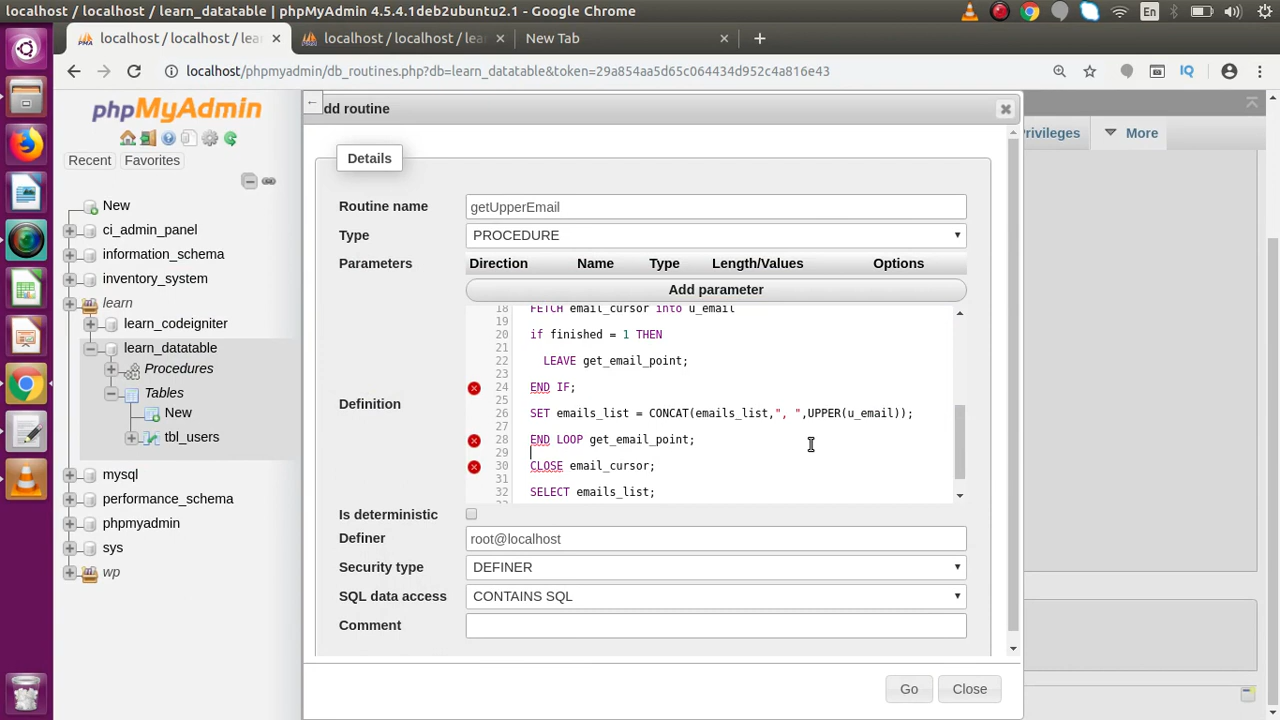 localhost / localhost / learn_datatable | phpMyAdmin 4.5.4.1deb2ubuntu2.1 - Google Chrome
En
localhost / localhost / lear
localhost / localhost / lear
New Tab
localhost/phpmyadmin/db_routines.php?db=learn_datatable&token=29a854aa5d65c064434d952c4a816e43
IQ
phpMyAdmin
Recent
Favorites
New
ci_admin_panel
information_schema
inventory_system
learn
learn_codeigniter
learn_datatable
Procedures
Tables
New
tbl_users
mysql
performance_schema
phpmyadmin
sys
wp
dd routine
Details
Routine name
getUpperEmail
Type
PROCEDURE
Parameters
Direction Name Type Length/Values Options
Add parameter
Definition
18 FETCH email_cursor into u_email
19
20 if finished = 1 THEN
21
22 LEAVE get_email_point;
23
24 END IF;
25
26 SET emails_list = CONCAT(emails_list,", ",UPPER(u_email));
27
28 END LOOP get_email_point;
29
30 CLOSE email_cursor;
31
32 SELECT emails_list;
Is deterministic
Definer
root@localhost
Security type
DEFINER
SQL data access
CONTAINS SQL
Comment
Go
Close
Privileges
More